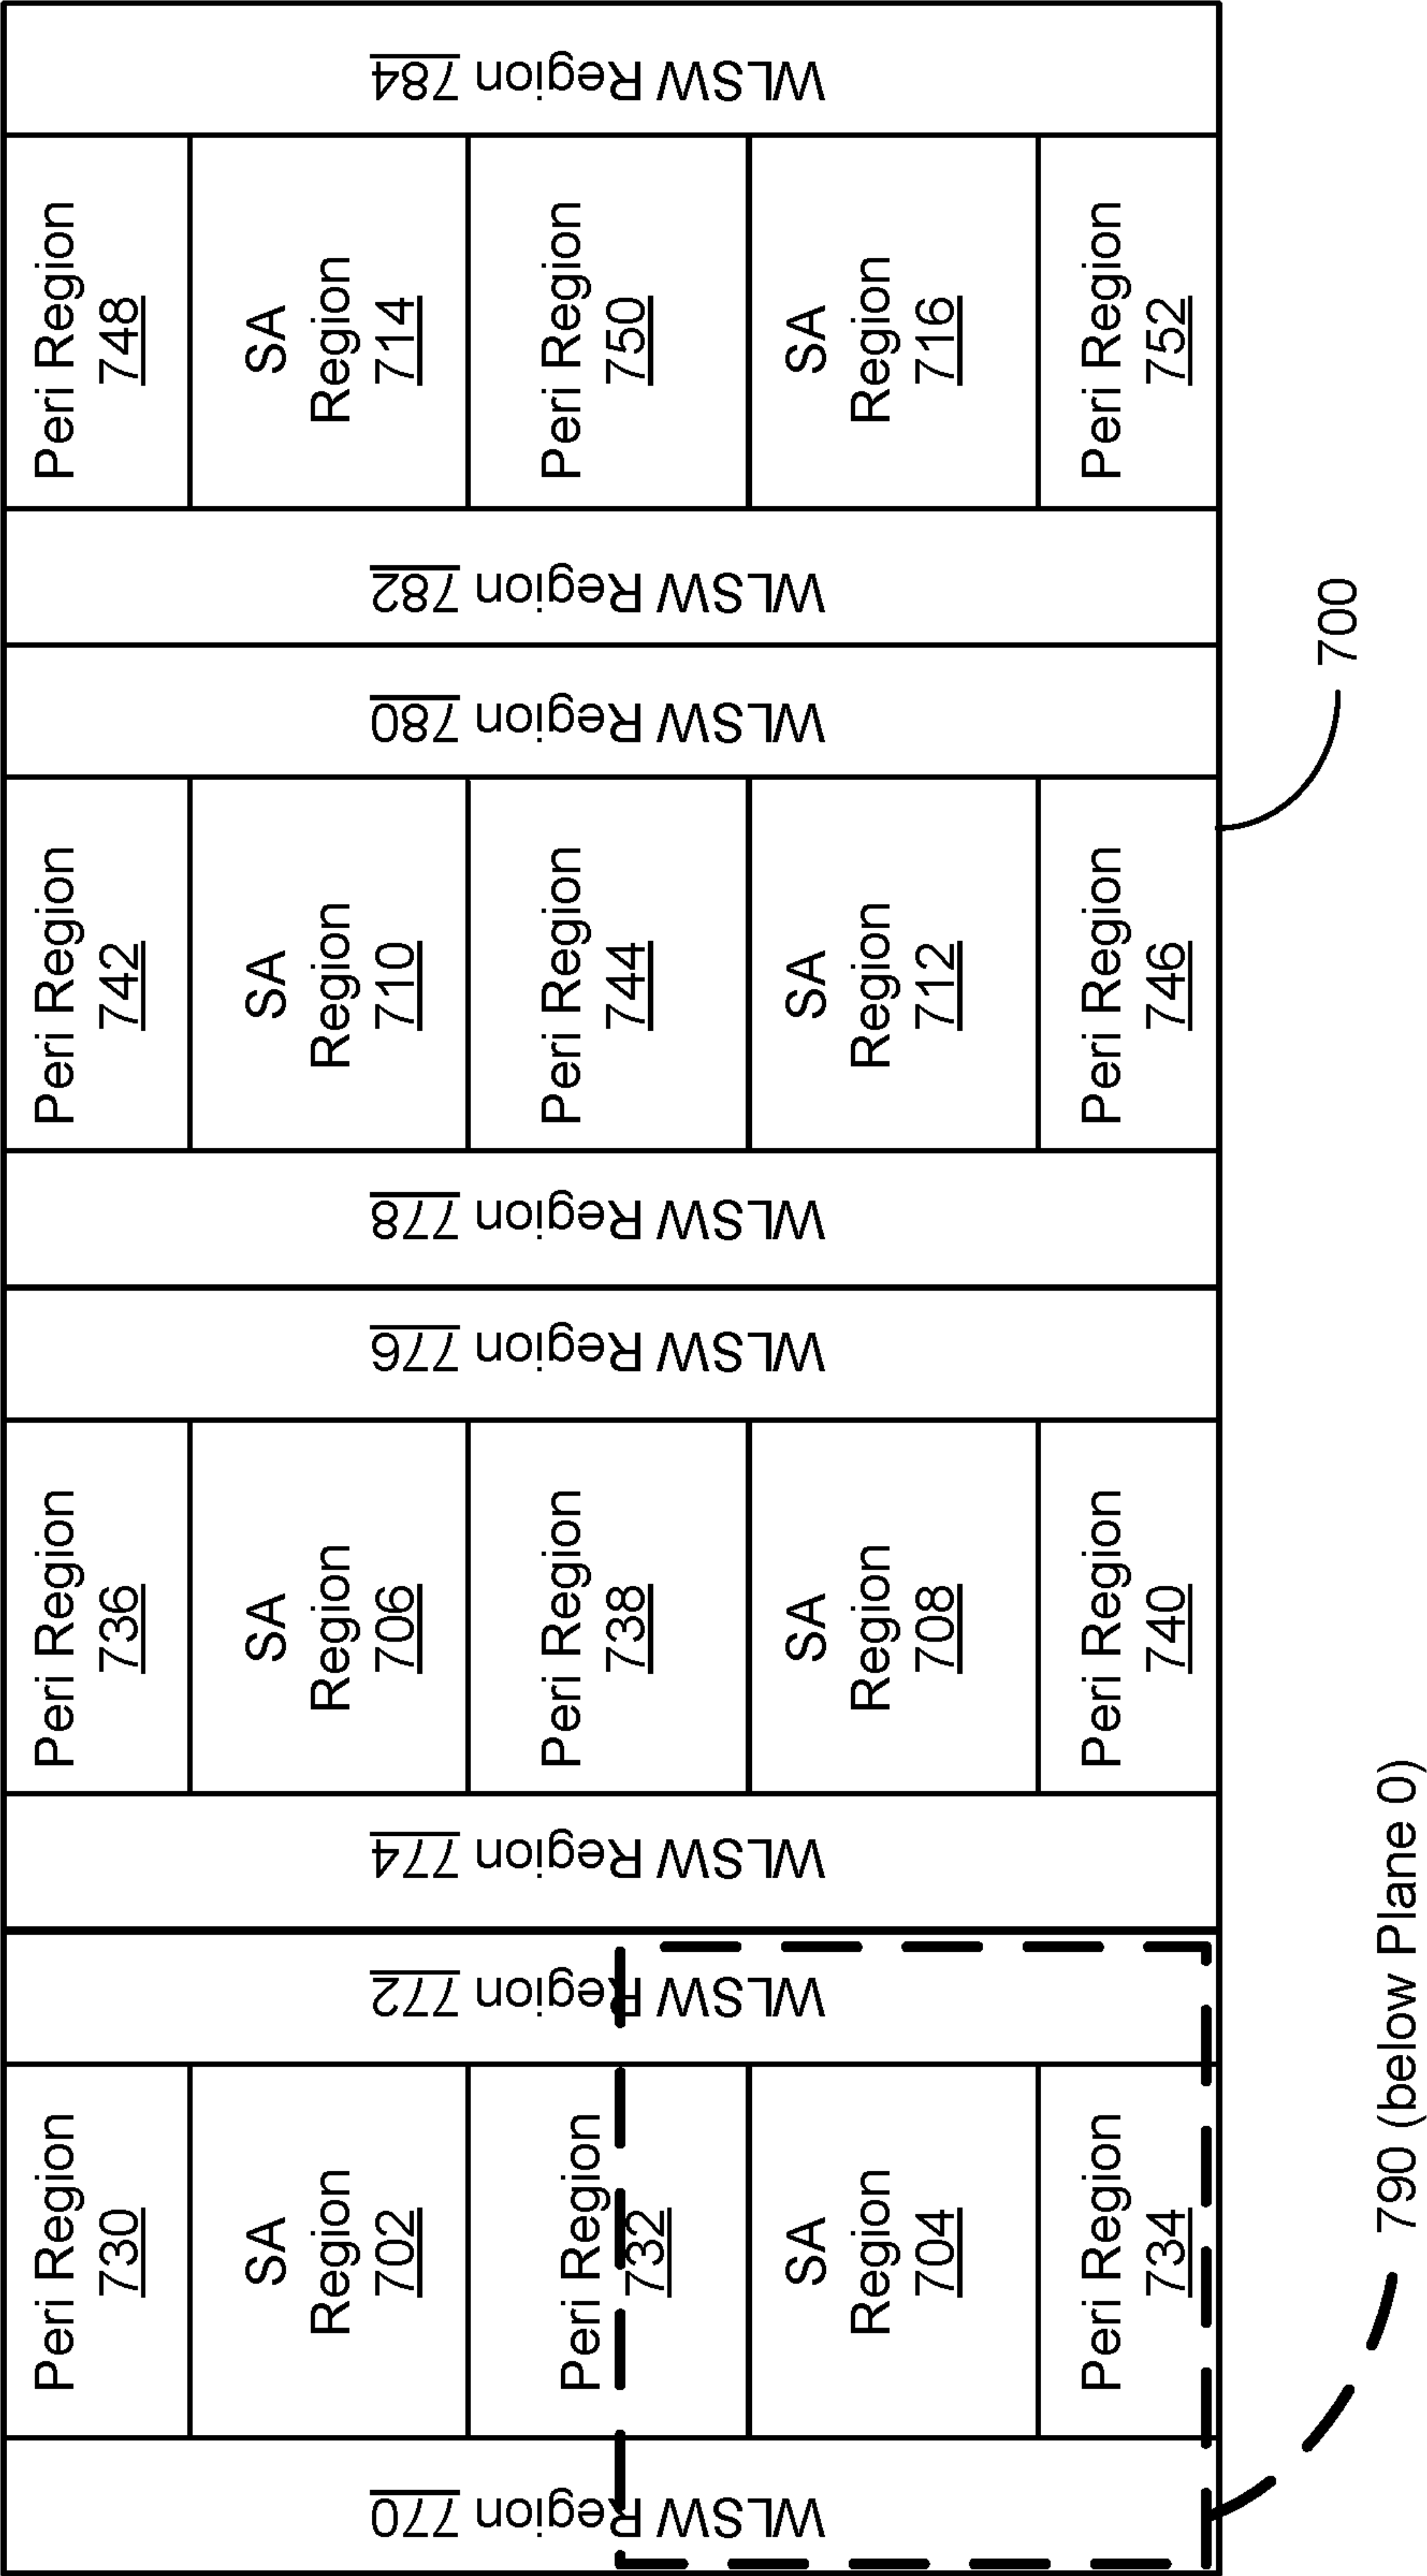 WLSW Region 770
Peri Region
730
SA
Region
702
Peri Region
732
SA
Region
704
Peri Region
734
WLSW Region 772
WLSW Region 774
Peri Region
736
SA
Region
706
Peri Region
738
SA
Region
708
Peri Region
740
WLSW Region 776
WLSW Region 778
Peri Region
742
SA
Region
710
Peri Region
744
SA
Region
712
Peri Region
746
WLSW Region 780
WLSW Region 782
Peri Region
748
SA
Region
714
Peri Region
750
SA
Region
716
Peri Region
752
WLSW Region 784
790 (below Plane 0)
700